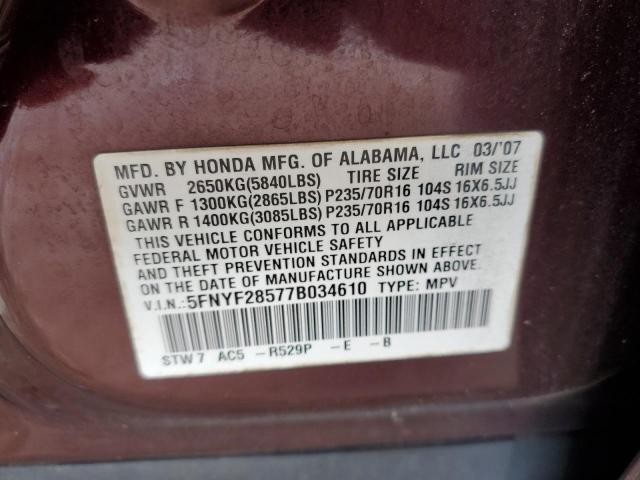 MFD. BY HONDA MFG. OF ALABAMA, LLC 03/'07
GVWR 2650KG(5840LBS) TIRE SIZE RIM SIZE
GAWR F 1300KG(2865LBS) P235/70R16 104S 16X6.5JJ
GAWR R 1400KG(3085LBS) P235/70R16 104S 16X6.5JJ
THIS VEHICLE CONFORMS TO ALL APPLICABLE
FEDERAL MOTOR VEHICLE SAFETY
AND THEFT PREVENTION STANDARDS IN EFFECT
ON THE DATE OF MANUFACTURE SHOWN ABOVE.
V.I.N.: 5FNYF28577B034610 TYPE: MPV
STW7 AC5 -R529P -E -B